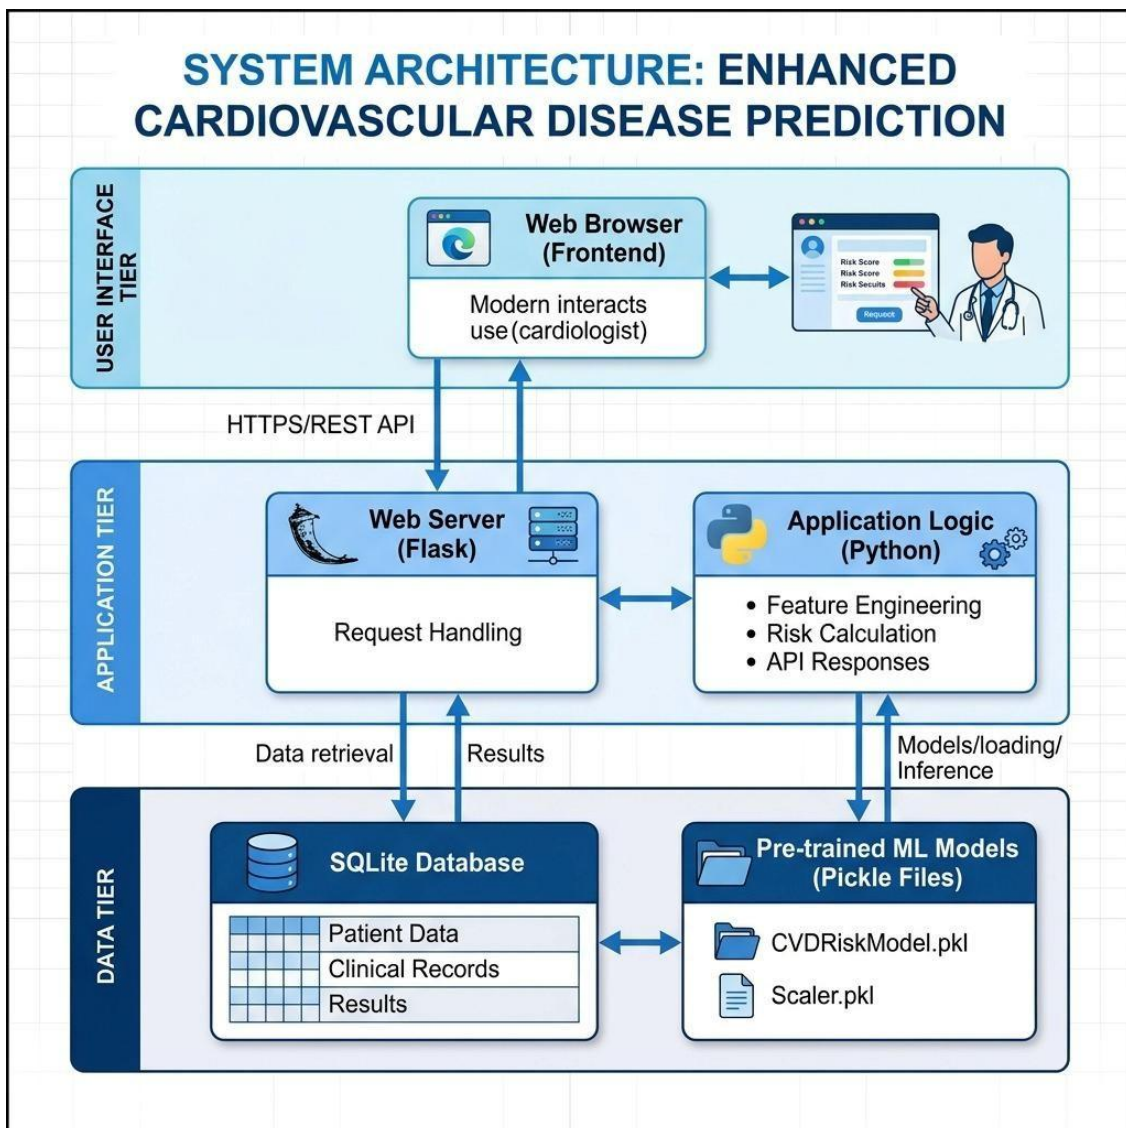 SYSTEM ARCHITECTURE: ENHANCED
CARDIOVASCULAR DISEASE PREDICTION
USER INTERFACE
TIER
Web Browser
(Frontend)
Modern interacts
use (cardiologist)
Risk Score
Risk Score
Risk Secuits
Request
HTTPS/REST API
APPLICATION TIER
Web Server
(Flask)
Request Handling
Application Logic
(Python)
• Feature Engineering
• Risk Calculation
• API Responses
Data retrieval
Results
Models/loading/
Inference
DATA TIER
SQLite Database
Patient Data
Clinical Records
Results
Pre-trained ML Models
(Pickle Files)
CVDRiskModel.pkl
Scaler.pkl